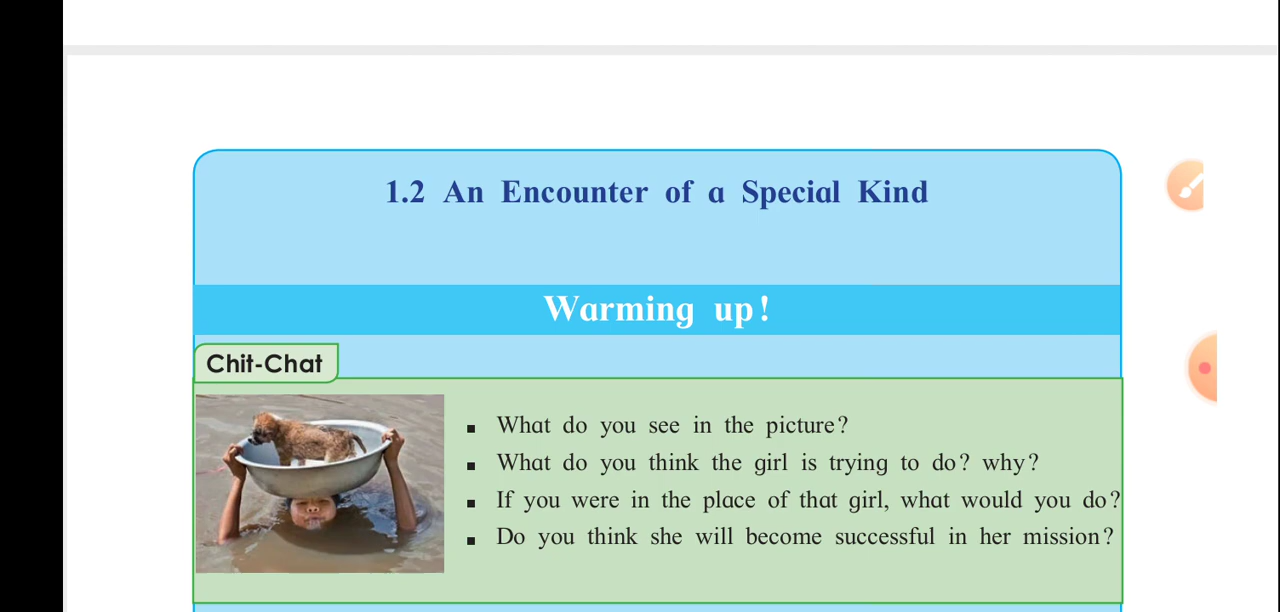 1.2 An Encounter of a Special Kind
Warming up!
Chit-Chat
▪ What do you see in the picture?
▪ What do you think the girl is trying to do? why?
▪ If you were in the place of that girl, what would you do?
▪ Do you think she will become successful in her mission?